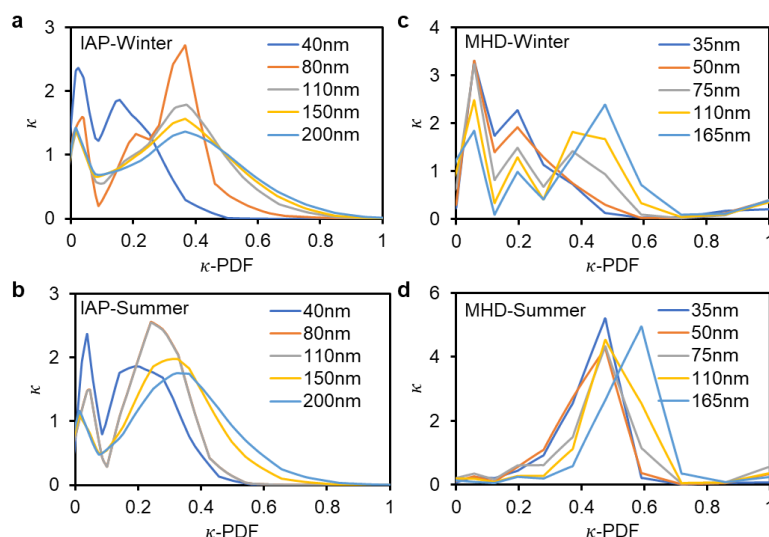 a
IAP-Winter
40nm
80nm
110nm
150nm
200nm
3
2
1
0
κ
0 0.2 0.4 0.6 0.8 1
κ-PDF
c
MHD-Winter
35nm
50nm
75nm
110nm
165nm
4
3
2
1
0
κ
0 0.2 0.4 0.6 0.8 1
κ-PDF
b
IAP-Summer
40nm
80nm
110nm
150nm
200nm
3
2
1
0
κ
0 0.2 0.4 0.6 0.8 1
κ-PDF
d
MHD-Summer
35nm
50nm
75nm
110nm
165nm
6
4
2
0
κ
0 0.2 0.4 0.6 0.8 1
κ-PDF